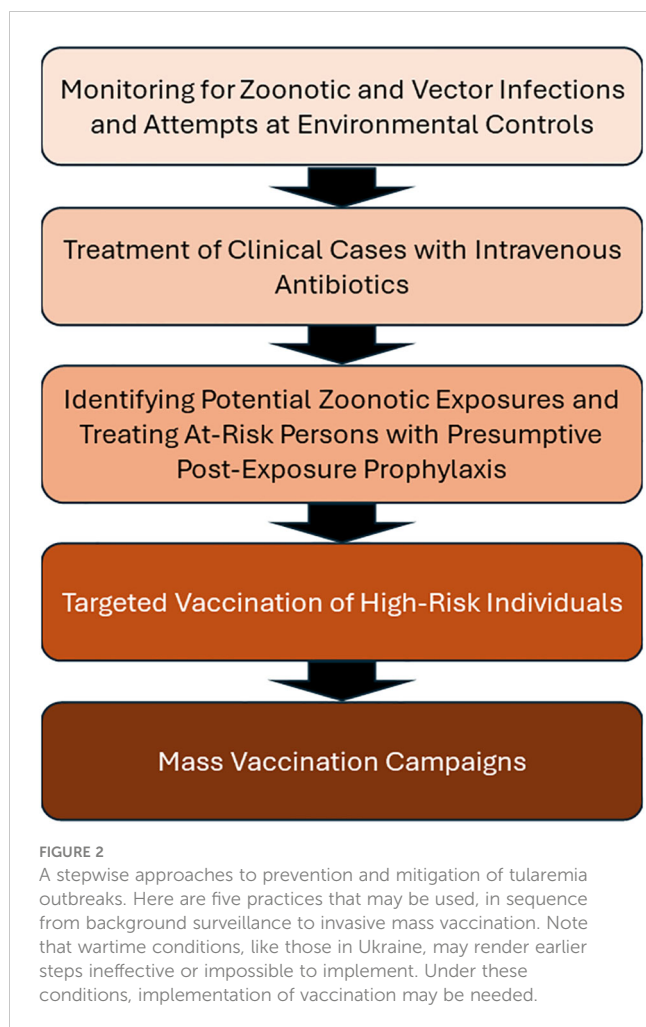 Monitoring for Zoonotic and Vector Infections
and Attempts at Environmental Controls
Treatment of Clinical Cases with Intravenous
Antibiotics
Identifying Potential Zoonotic Exposures and
Treating At-Risk Persons with Presumptive
Post-Exposure Prophylaxis
Targeted Vaccination of High-Risk Individuals
Mass Vaccination Campaigns
FIGURE 2
A stepwise approaches to prevention and mitigation of tularemia
outbreaks. Here are five practices that may be used, in sequence
from background surveillance to invasive mass vaccination. Note
that wartime conditions, like those in Ukraine, may render earlier
steps ineffective or impossible to implement. Under these
conditions, implementation of vaccination may be needed.